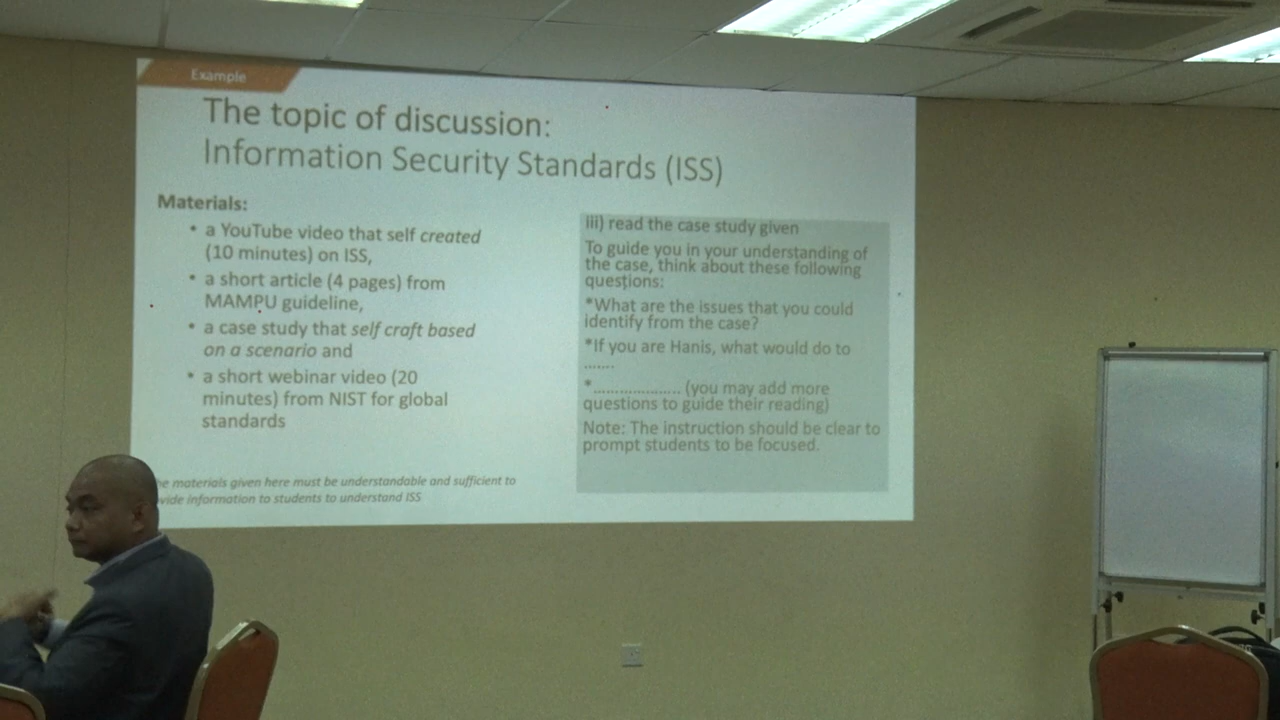 Example
The topic of discussion:
Information Security Standards (ISS)
Materials:
• a YouTube video that self created
(10 minutes) on ISS,
• a short article (4 pages) from
MAMPU guideline,
• a case study that self craft based
on a scenario and
• a short webinar video (20
minutes) from NIST for global
standards
materials given here must be understandable and sufficient to
information to students to understand ISS
iii) read the case study given
To guide you in your understanding of
the case, think about these following
questions:
*What are the issues that you could
identify from the case?
*If you are Hanis, what would do to
.......
*.................... (you may add more
questions to guide their reading)
Note: The instruction should be clear to
prompt students to be focused.